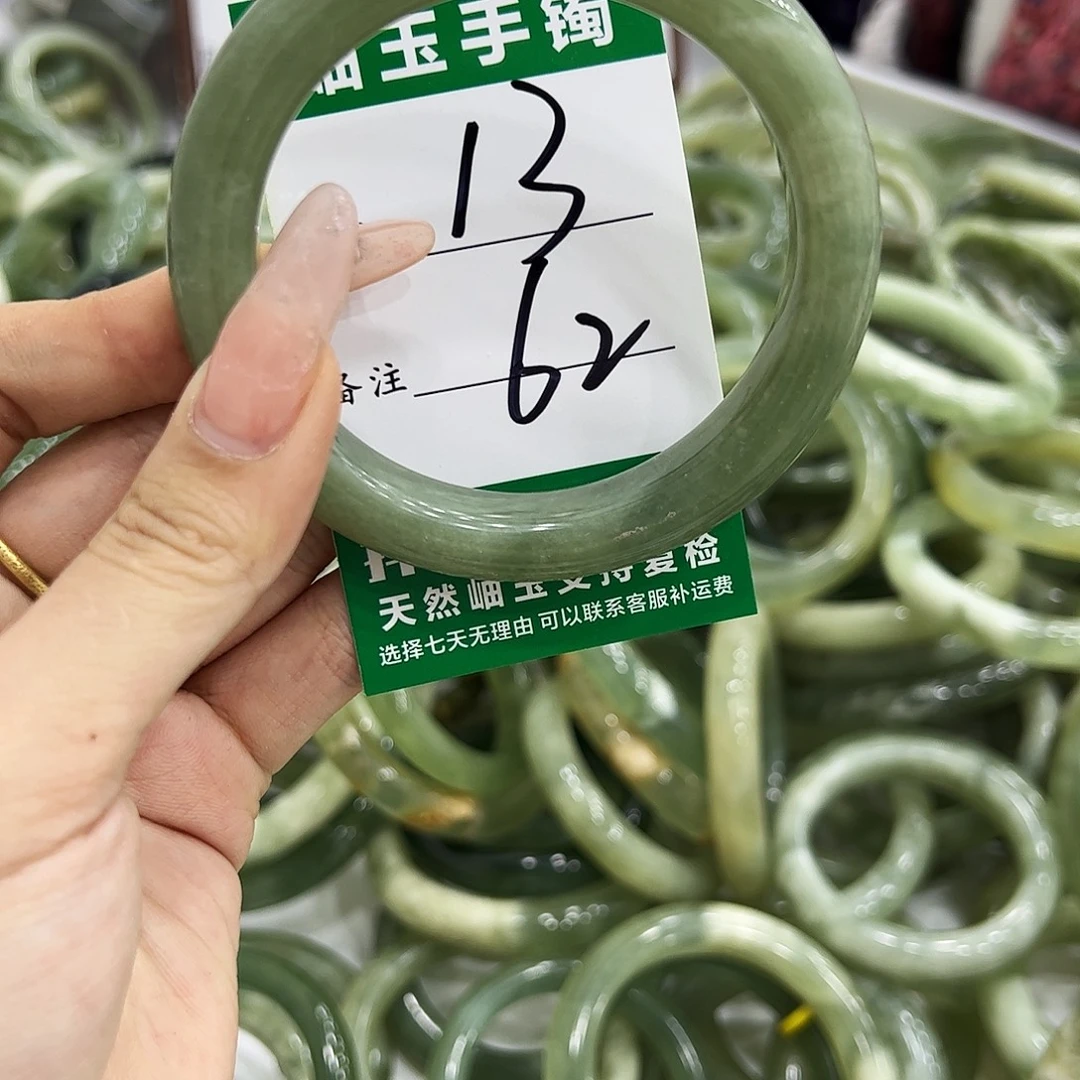 岫玉手镯
13
62
备注
天然岫玉支持复检
选择七天无理由 可以联系客服补运费